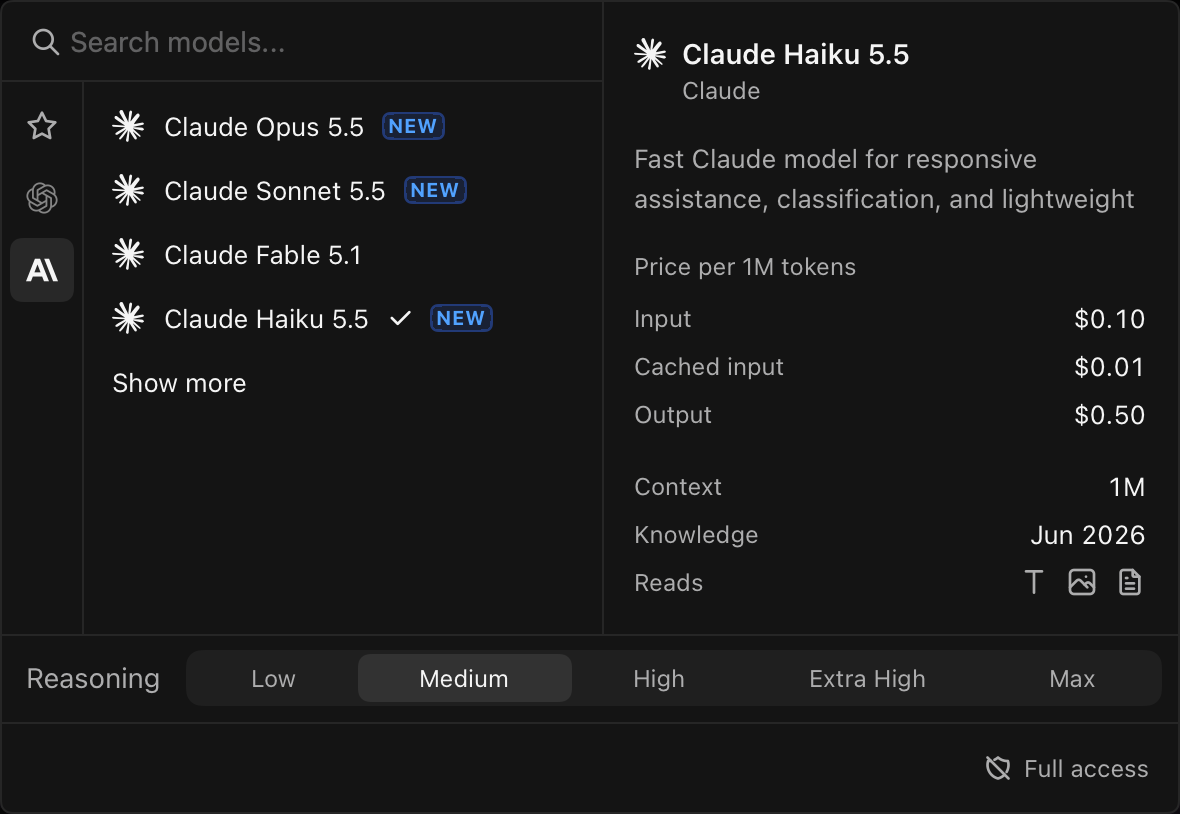 Search models...
Claude Opus 5.5 NEW
Claude Sonnet 5.5 NEW
Claude Fable 5.1
Claude Haiku 5.5 NEW
Show more
Claude Haiku 5.5
Claude
Fast Claude model for responsive
assistance, classification, and lightweight
Price per 1M tokens
Input $0.10
Cached input $0.01
Output $0.50
Context 1M
Knowledge Jun 2026
Reads
Reasoning Low Medium High Extra High Max
Full access